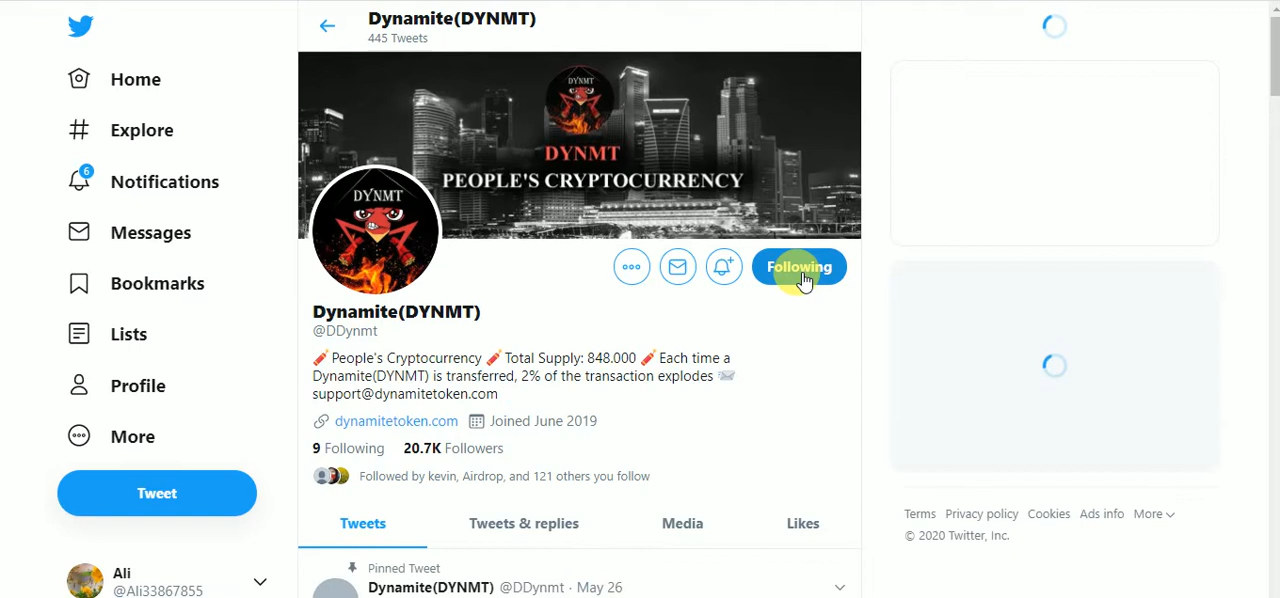 Dynamite(DYNMT)
445 Tweets
Home
Explore
6
Notifications
Messages
Bookmarks
Lists
Profile
More
Tweet
Ali
@Ali33867855
DYNMT
DYNMT
PEOPLE'S CRYPTOCURRENCY
DYNMT
Following
Dynamite(DYNMT)
@DDynmt
🧨 People's Cryptocurrency 🧨 Total Supply: 848.000 🧨 Each time a
Dynamite(DYNMT) is transferred, 2% of the transaction explodes 📨
support@dynamitetoken.com
dynamitetoken.com Joined June 2019
9 Following 20.7K Followers
Followed by kevin, Airdrop, and 121 others you follow
Tweets Tweets & replies Media Likes
Pinned Tweet
Dynamite(DYNMT) @DDynmt · May 26
Terms Privacy policy Cookies Ads info More
© 2020 Twitter, Inc.